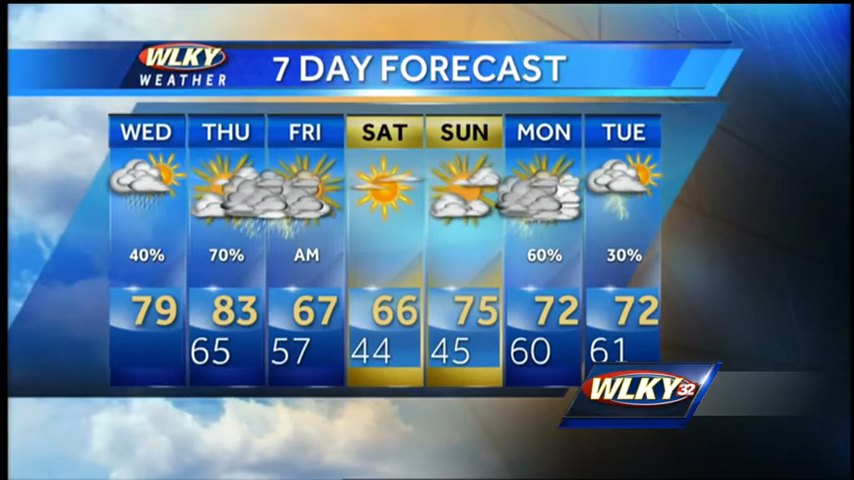 WLKY
WEATHER
7 DAY FORECAST
WED THU FRI SAT SUN MON TUE
40% 70% AM 60% 30%
79 83 67 66 75 72 72
65 57 44 45 60 61
WLKY 32